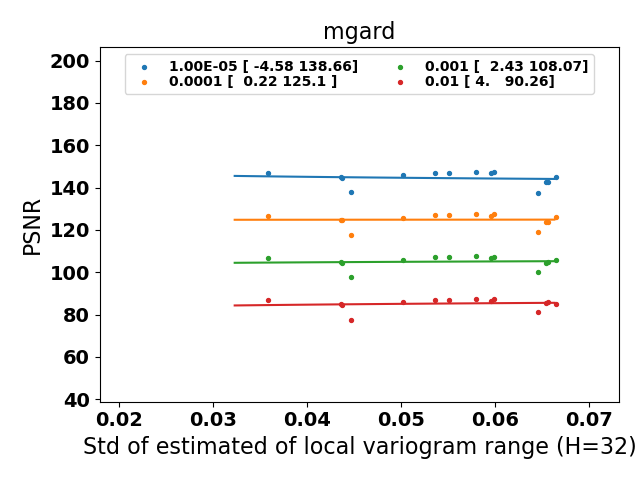 mgard
1.00E-05 [ -4.58 138.66]
0.0001 [  0.22 125.1 ]
0.001 [  2.43 108.07]
0.01 [ 4.   90.26]
200
180
160
140
120
100
80
60
40
PSNR
0.02 0.03 0.04 0.05 0.06 0.07
Std of estimated of local variogram range (H=32)